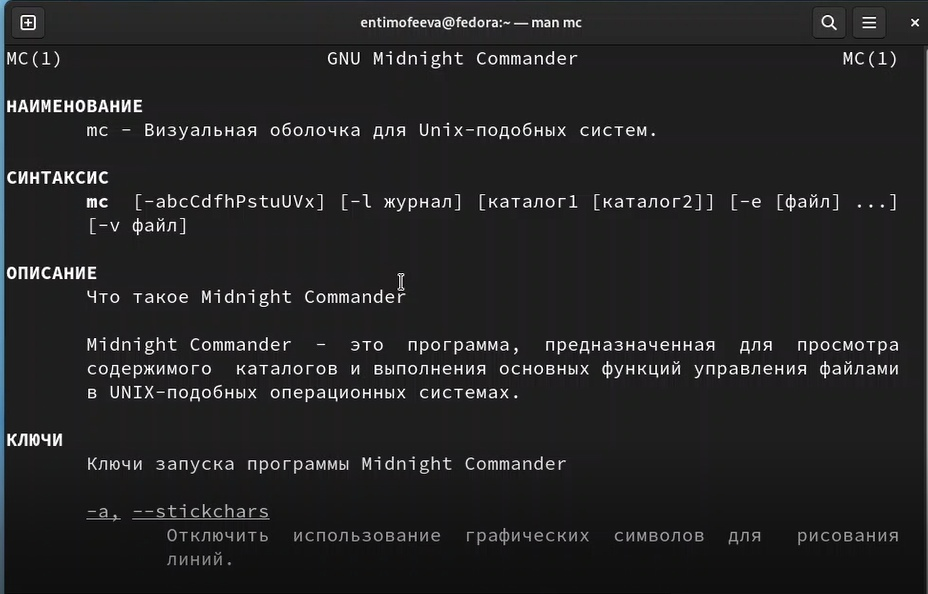 entimofeeva@fedora:~ — man mc
MC(1) GNU Midnight Commander MC(1)
НАИМЕНОВАНИЕ
mc - Визуальная оболочка для Unix-подобных систем.
СИНТАКСИС
mc [-abcCdfhPstuUVx] [-l журнал] [каталог1 [каталог2]] [-e [файл] ...]
[-v файл]
ОПИСАНИЕ
Что такое Midnight Commander
Midnight Commander - это программа, предназначенная для просмотра
содержимого каталогов и выполнения основных функций управления файлами
в UNIX-подобных операционных системах.
КЛЮЧИ
Ключи запуска программы Midnight Commander
-a, --stickchars
Отключить использование графических символов для рисования
линий.